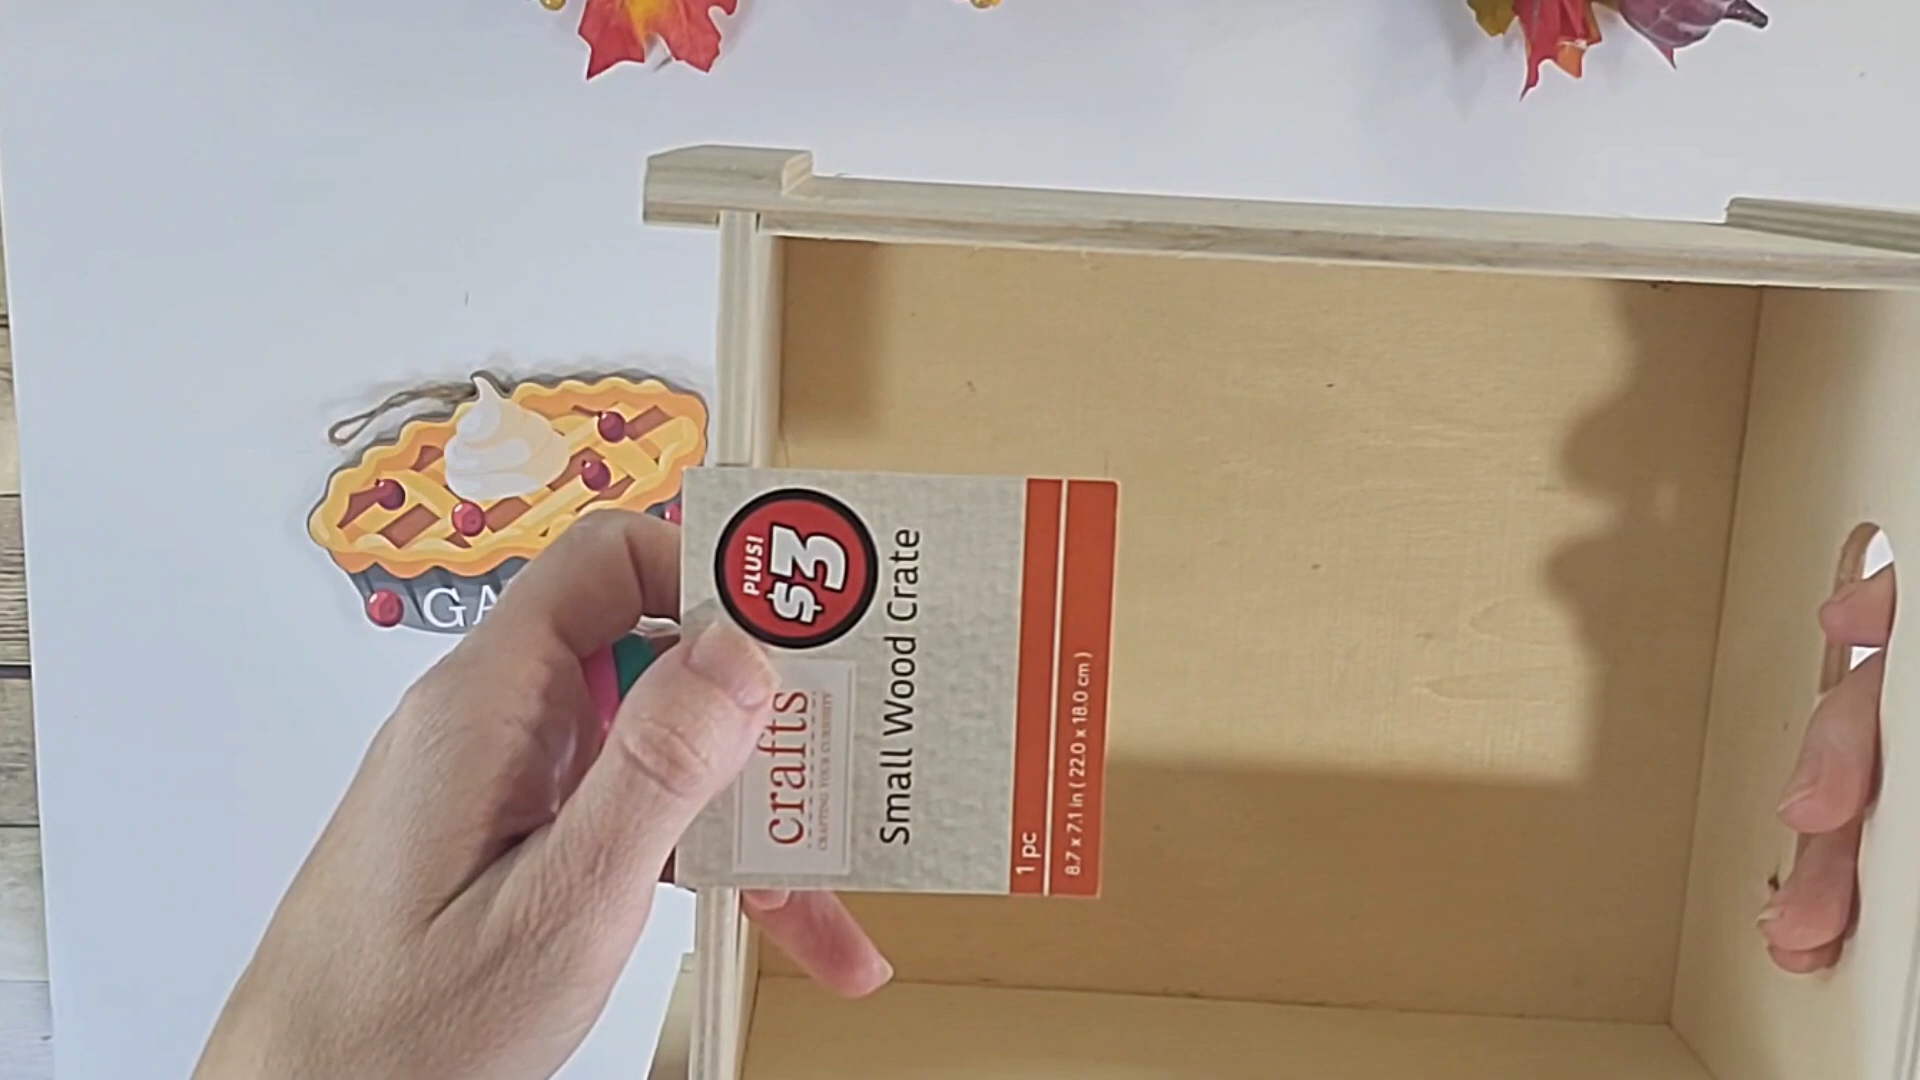 PLUS!
$3
crafts
CRAFTING YOUR CURIOSITY
Small Wood Crate
1 pc
8.7 x 7.1 in ( 22.0 x 18.0 cm )
GA